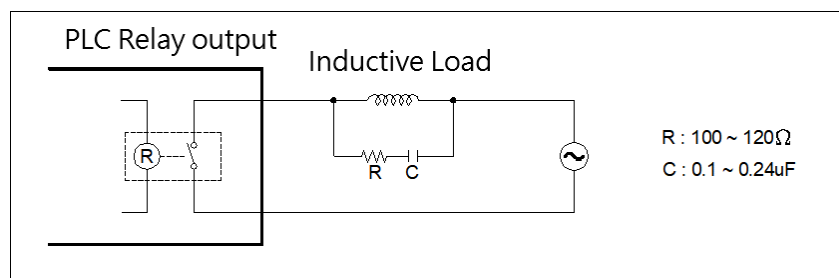 PLC Relay output
Inductive Load
R
R C
R : 100 ~ 120Ω
C : 0.1 ~ 0.24uF